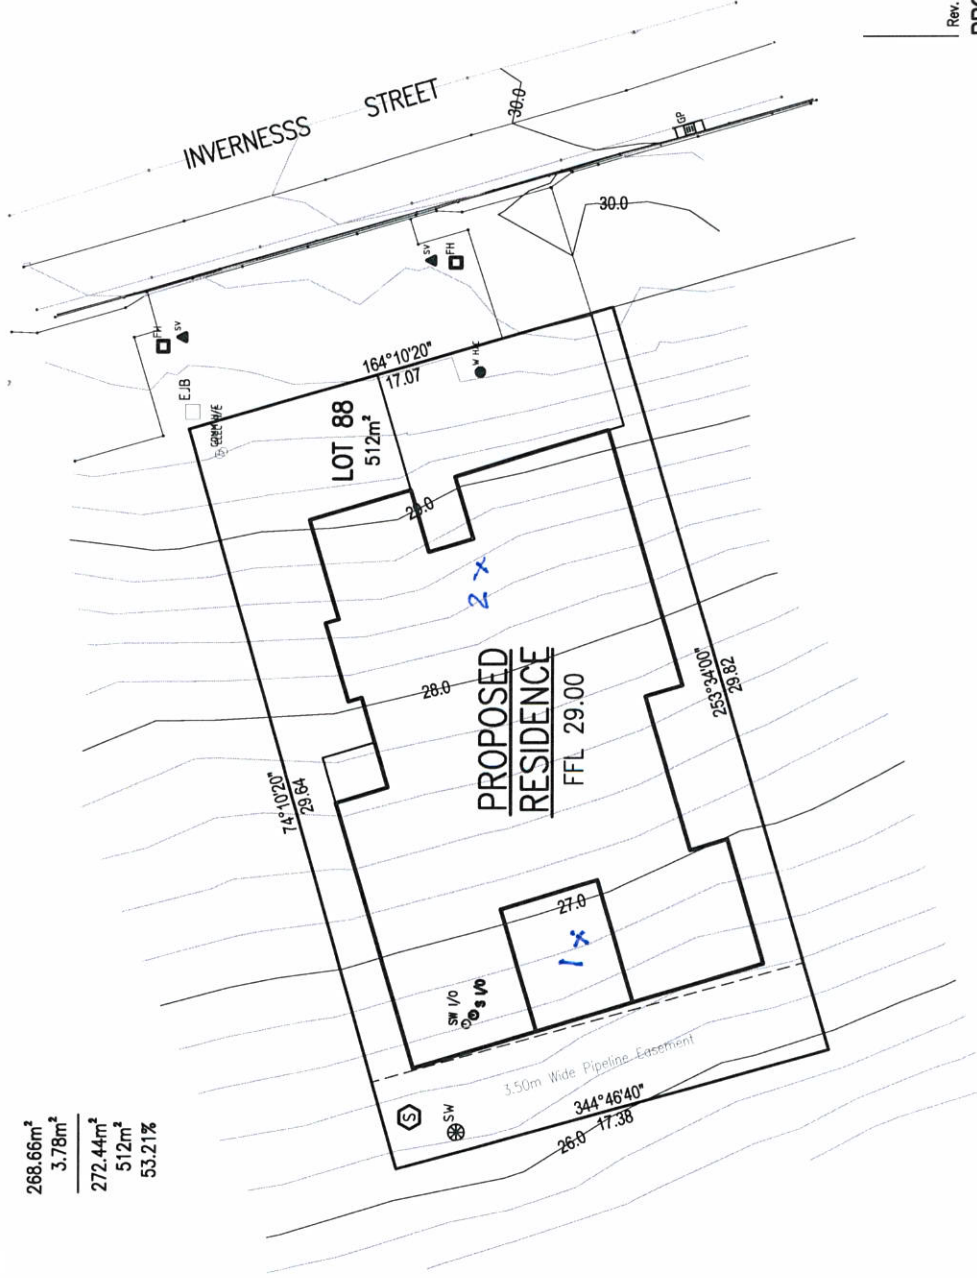 268.66m²
3.78m²
272.44m²
512m²
53.21%
INVERNESSS STREET
30.0
GP
30.0
SV
FH
FH
SV
EJB
164°10'20"
17.07
LOT 88
512m²
29.0
2 x
28.0
PROPOSED
RESIDENCE
FFL 29.00
74°10'20"
29.64
253°34'00"
29.82
27.0
1 x
SW I/O
S I/O
3.50m Wide Pipeline Easement
S
SW
344°46'40"
17.38
26.0
Rev.